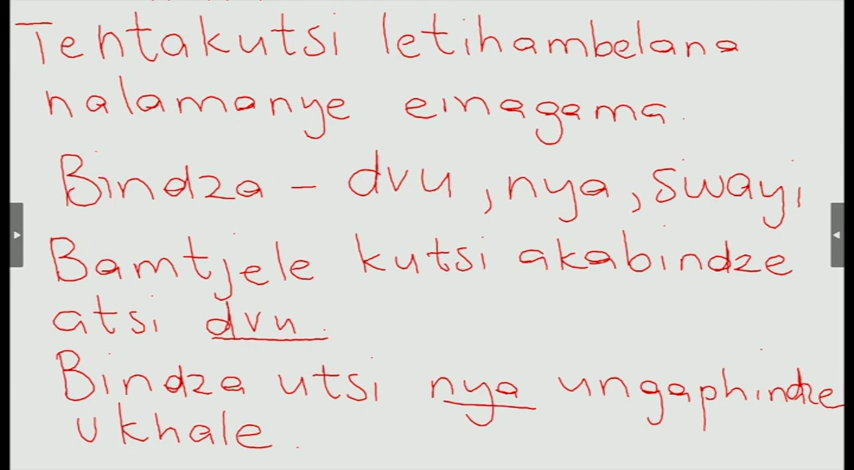 Tentakutsi letihambelana
nalamanye emagama.
Bindza - dvu, nya, swayi
Bamtjele kutsi akabindze
atsi dvu.
Bindza utsi nya ungaphindze
ukhale.